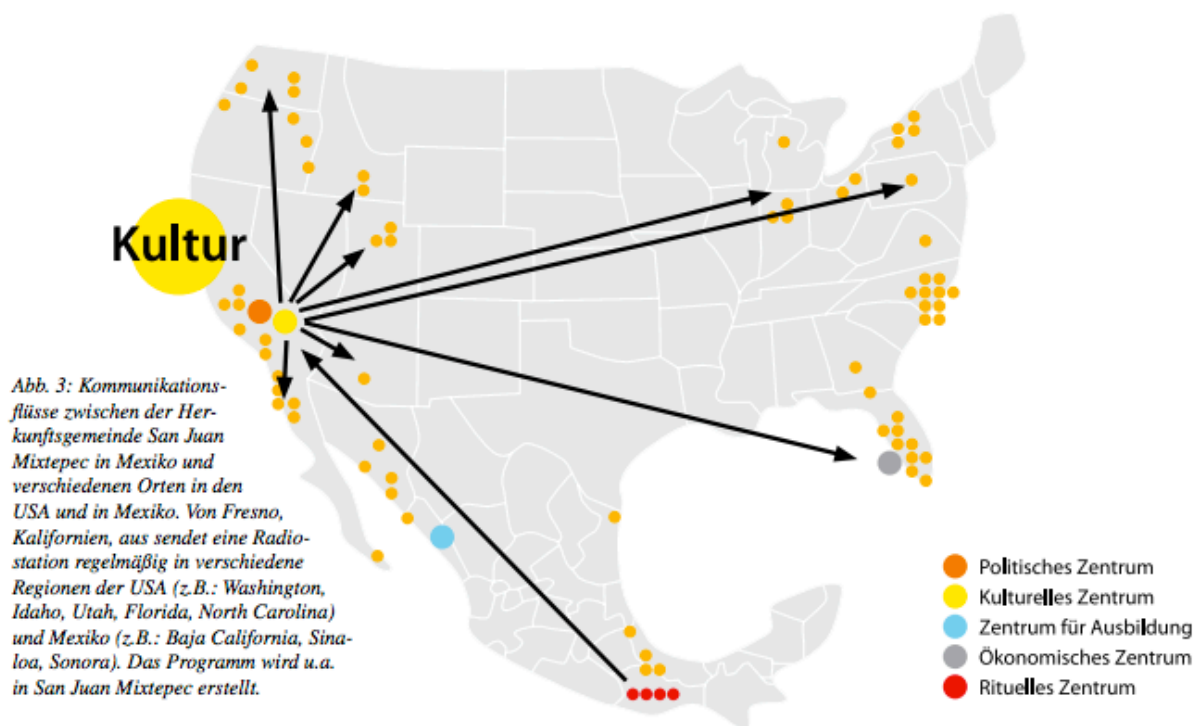 Kultur
Abb. 3: Kommunikations-
flüsse zwischen der Her-
kunftsgemeinde San Juan
Mixtepec in Mexiko und
verschiedenen Orten in den
USA und in Mexiko. Von Fresno,
Kalifornien, aus sendet eine Radio-
station regelmäßig in verschiedene
Regionen der USA (z.B.: Washington,
Idaho, Utah, Florida, North Carolina)
und Mexiko (z.B.: Baja California, Sina-
loa, Sonora). Das Programm wird u.a.
in San Juan Mixtepec erstellt.
Politisches Zentrum
Kulturelles Zentrum
Zentrum für Ausbildung
Ökonomisches Zentrum
Rituelles Zentrum